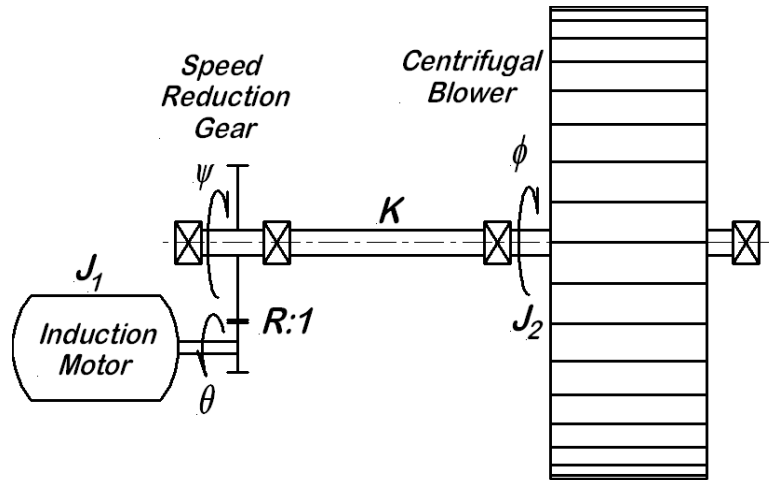 Speed
Reduction
Gear
Centrifugal
Blower
ψ
ϕ
K
J₁
Induction
Motor
R:1
J₂
θ